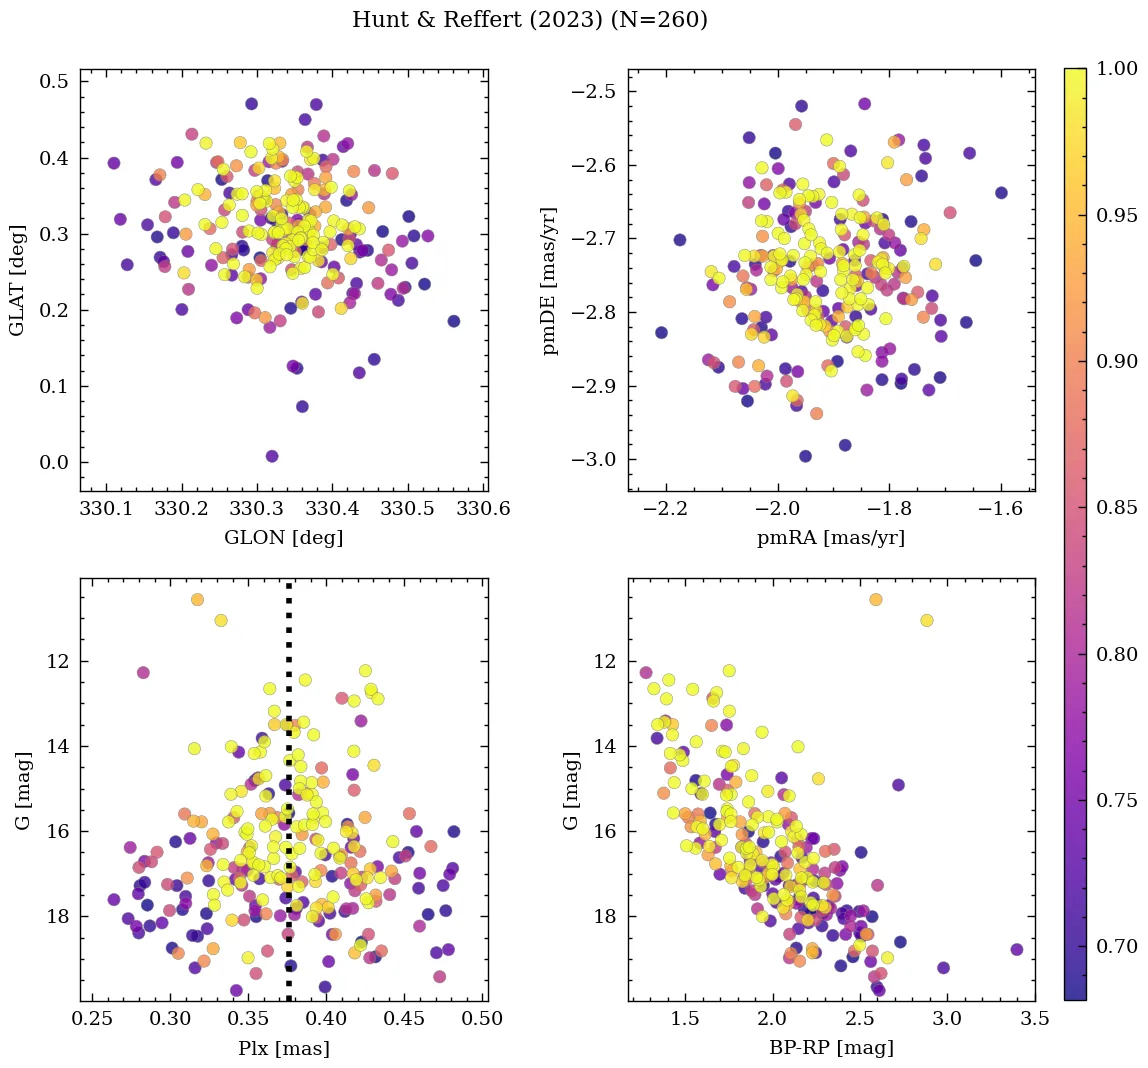 Hunt & Reffert (2023) (N=260)
0.5
0.4
0.3
0.2
0.1
0.0
GLAT [deg]
330.1 330.2 330.3 330.4 330.5 330.6
GLON [deg]
−2.5
−2.6
−2.7
−2.8
−2.9
−3.0
pmDE [mas/yr]
−2.2 −2.0 −1.8 −1.6
pmRA [mas/yr]
12
14
16
18
G [mag]
0.25 0.30 0.35 0.40 0.45 0.50
Plx [mas]
12
14
16
18
G [mag]
1.5 2.0 2.5 3.0 3.5
BP-RP [mag]
1.00
0.95
0.90
0.85
0.80
0.75
0.70